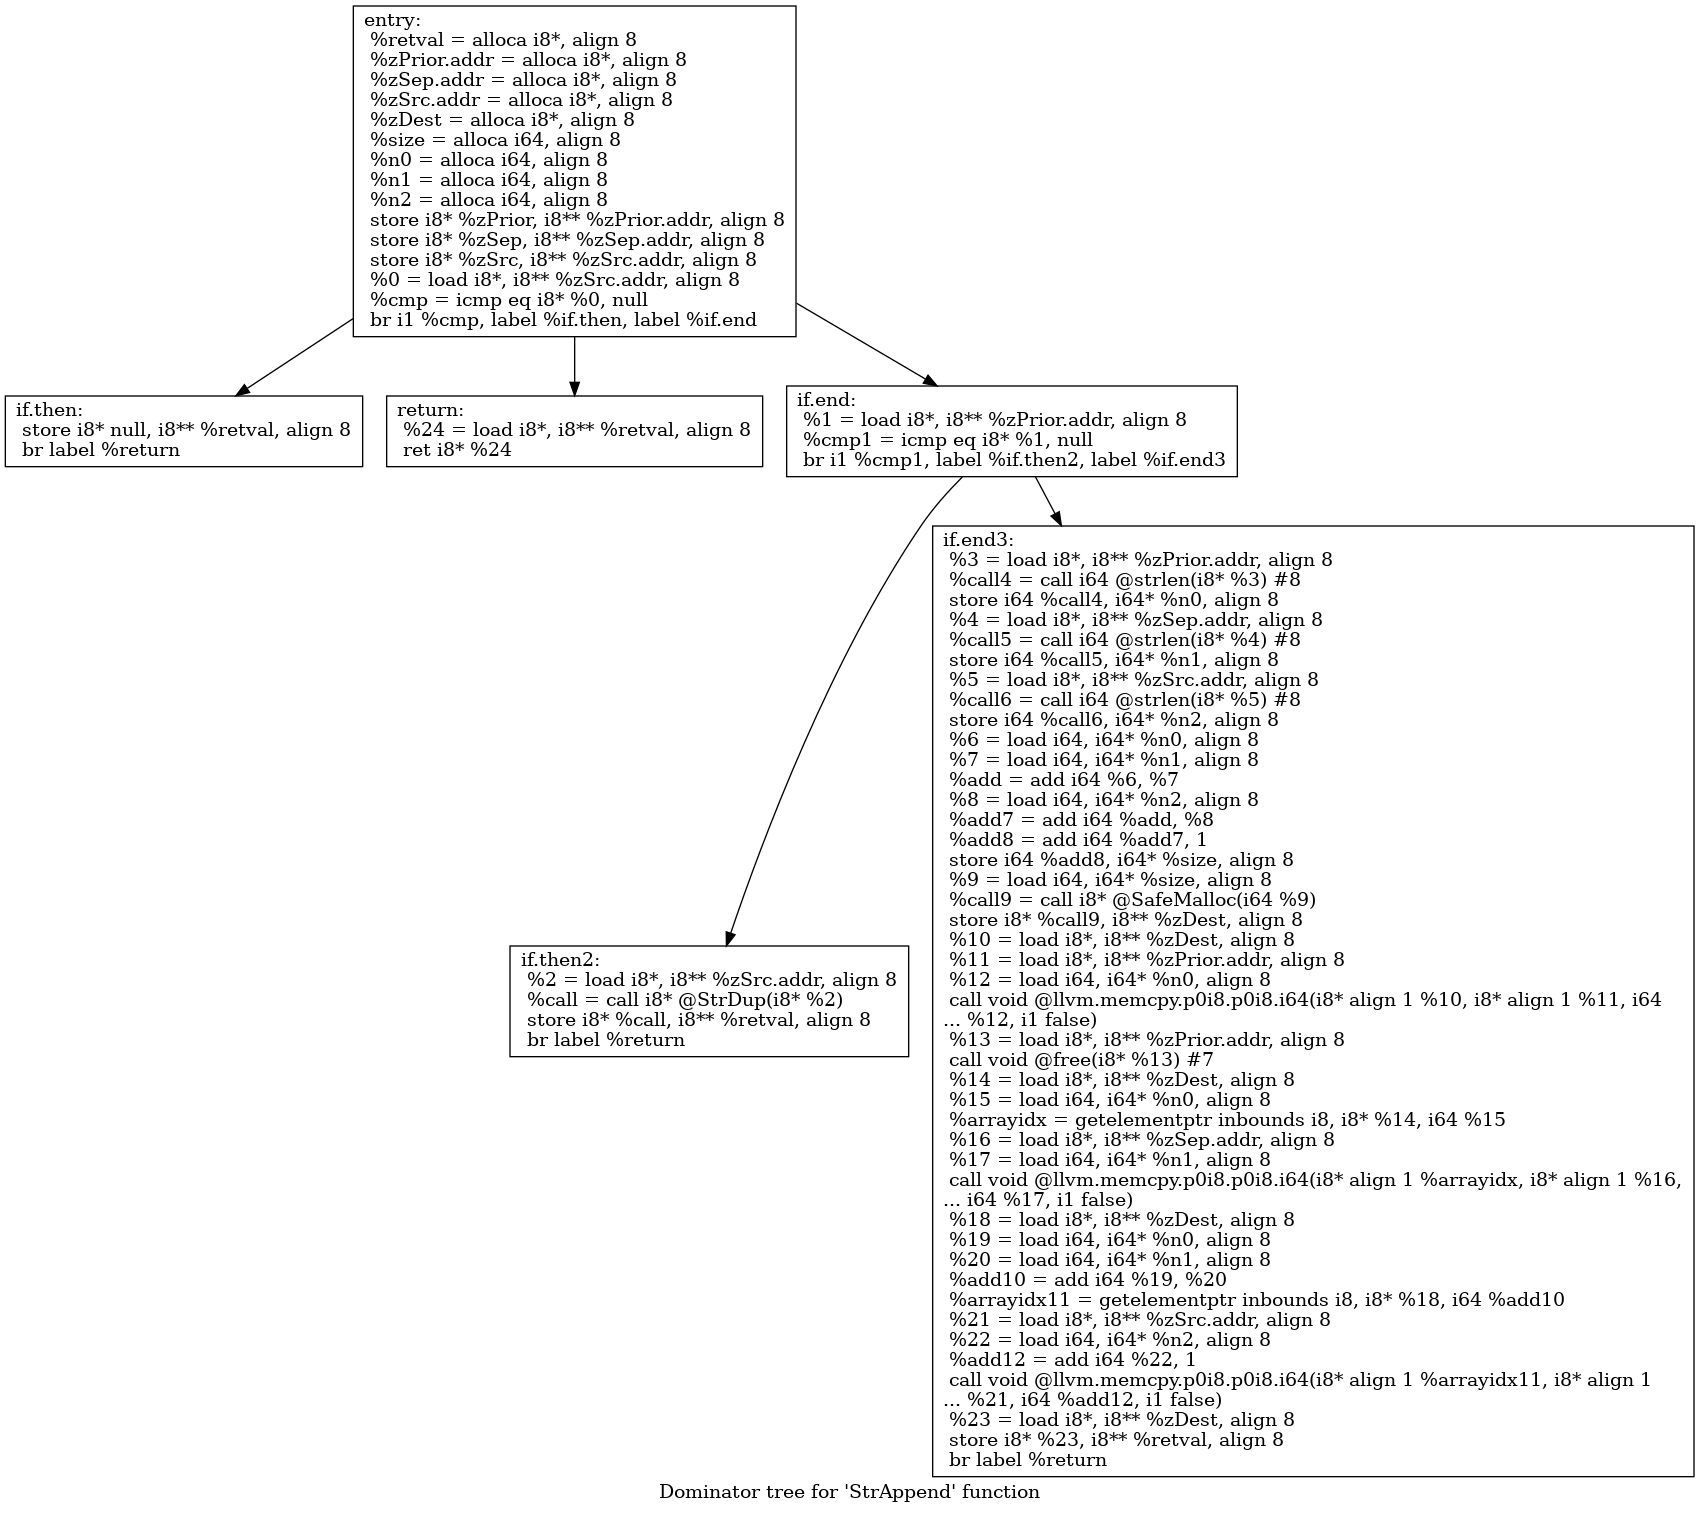 entry:
%retval = alloca i8*, align 8
%zPrior.addr = alloca i8*, align 8
%zSep.addr = alloca i8*, align 8
%zSrc.addr = alloca i8*, align 8
%zDest = alloca i8*, align 8
%size = alloca i64, align 8
%n0 = alloca i64, align 8
%n1 = alloca i64, align 8
%n2 = alloca i64, align 8
store i8* %zPrior, i8** %zPrior.addr, align 8
store i8* %zSep, i8** %zSep.addr, align 8
store i8* %zSrc, i8** %zSrc.addr, align 8
%0 = load i8*, i8** %zSrc.addr, align 8
%cmp = icmp eq i8* %0, null
br i1 %cmp, label %if.then, label %if.end
if.then:
store i8* null, i8** %retval, align 8
br label %return
return:
%24 = load i8*, i8** %retval, align 8
ret i8* %24
if.end:
%1 = load i8*, i8** %zPrior.addr, align 8
%cmp1 = icmp eq i8* %1, null
br i1 %cmp1, label %if.then2, label %if.end3
if.then2:
%2 = load i8*, i8** %zSrc.addr, align 8
%call = call i8* @StrDup(i8* %2)
store i8* %call, i8** %retval, align 8
br label %return
if.end3:
%3 = load i8*, i8** %zPrior.addr, align 8
%call4 = call i64 @strlen(i8* %3) #8
store i64 %call4, i64* %n0, align 8
%4 = load i8*, i8** %zSep.addr, align 8
%call5 = call i64 @strlen(i8* %4) #8
store i64 %call5, i64* %n1, align 8
%5 = load i8*, i8** %zSrc.addr, align 8
%call6 = call i64 @strlen(i8* %5) #8
store i64 %call6, i64* %n2, align 8
%6 = load i64, i64* %n0, align 8
%7 = load i64, i64* %n1, align 8
%add = add i64 %6, %7
%8 = load i64, i64* %n2, align 8
%add7 = add i64 %add, %8
%add8 = add i64 %add7, 1
store i64 %add8, i64* %size, align 8
%9 = load i64, i64* %size, align 8
%call9 = call i8* @SafeMalloc(i64 %9)
store i8* %call9, i8** %zDest, align 8
%10 = load i8*, i8** %zDest, align 8
%11 = load i8*, i8** %zPrior.addr, align 8
%12 = load i64, i64* %n0, align 8
call void @llvm.memcpy.p0i8.p0i8.i64(i8* align 1 %10, i8* align 1 %11, i64
... %12, i1 false)
%13 = load i8*, i8** %zPrior.addr, align 8
call void @free(i8* %13) #7
%14 = load i8*, i8** %zDest, align 8
%15 = load i64, i64* %n0, align 8
%arrayidx = getelementptr inbounds i8, i8* %14, i64 %15
%16 = load i8*, i8** %zSep.addr, align 8
%17 = load i64, i64* %n1, align 8
call void @llvm.memcpy.p0i8.p0i8.i64(i8* align 1 %arrayidx, i8* align 1 %16,
... i64 %17, i1 false)
%18 = load i8*, i8** %zDest, align 8
%19 = load i64, i64* %n0, align 8
%20 = load i64, i64* %n1, align 8
%add10 = add i64 %19, %20
%arrayidx11 = getelementptr inbounds i8, i8* %18, i64 %add10
%21 = load i8*, i8** %zSrc.addr, align 8
%22 = load i64, i64* %n2, align 8
%add12 = add i64 %22, 1
call void @llvm.memcpy.p0i8.p0i8.i64(i8* align 1 %arrayidx11, i8* align 1
... %21, i64 %add12, i1 false)
%23 = load i8*, i8** %zDest, align 8
store i8* %23, i8** %retval, align 8
br label %return
Dominator tree for 'StrAppend' function